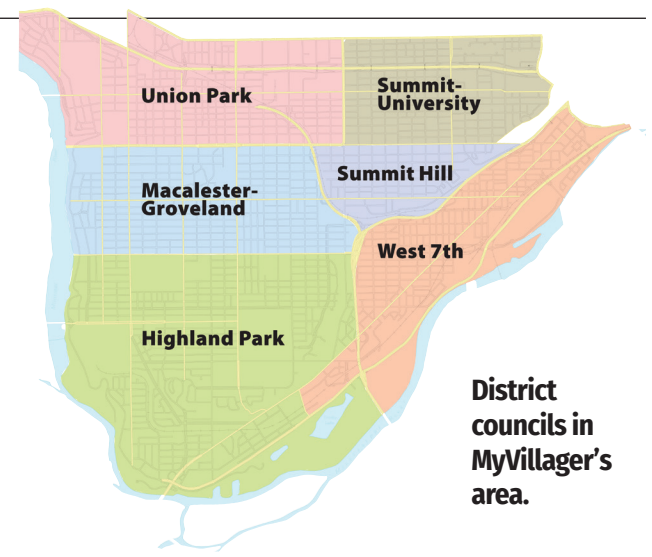 Union Park
Summit-
University
Summit Hill
Macalester-
Groveland
West 7th
Highland Park
District
councils in
MyVillager’s
area.